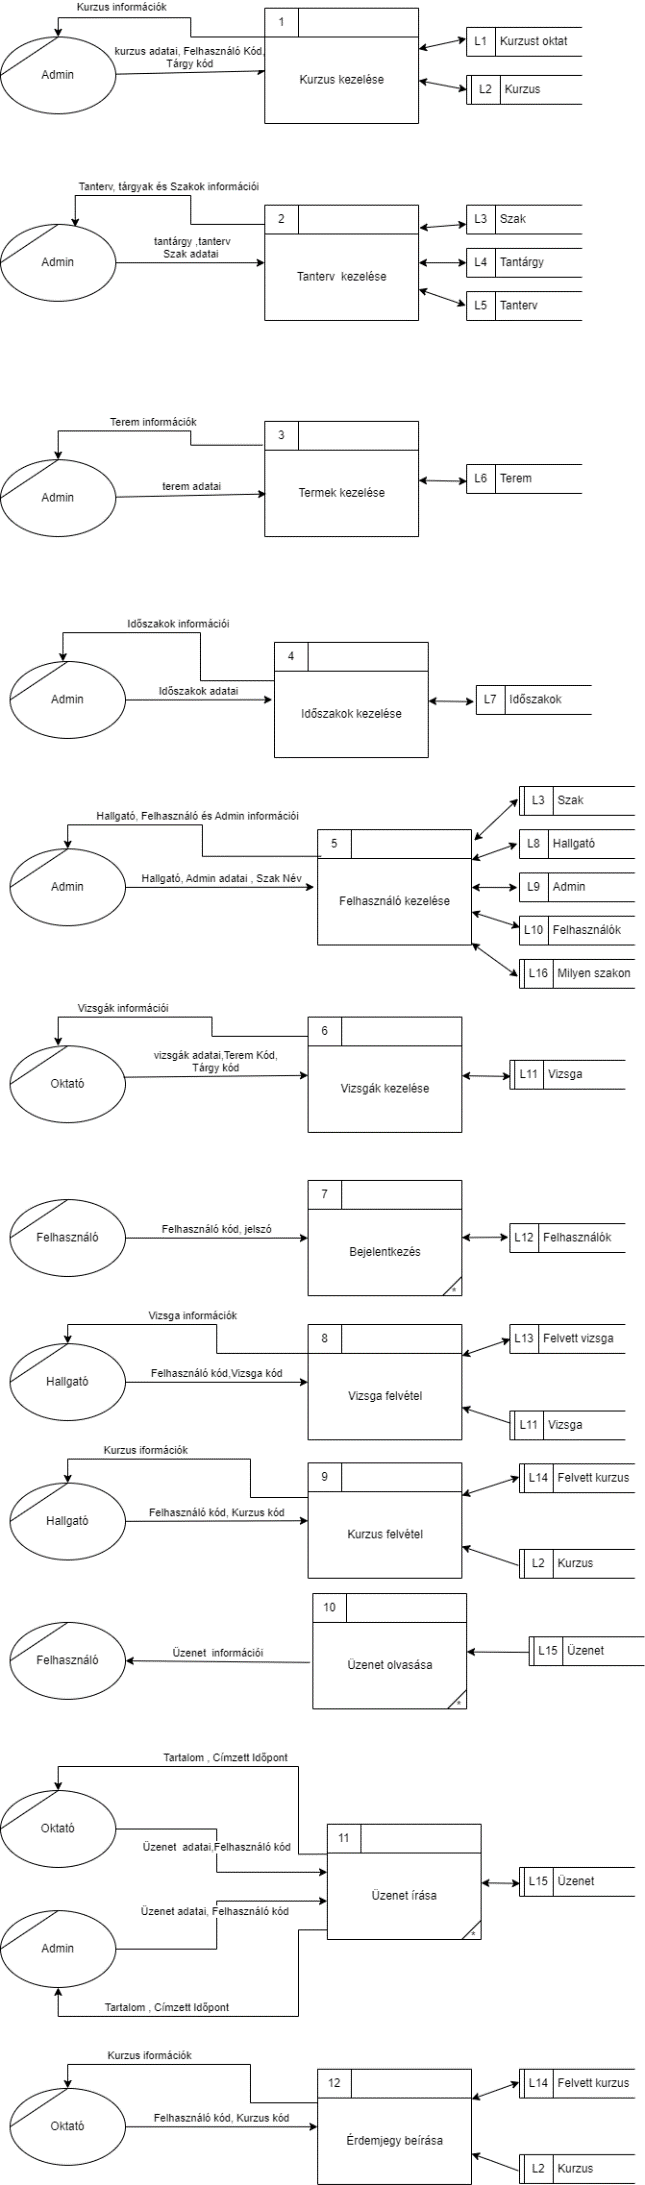 Kurzus információk
1
Admin
kurzus adatai, Felhasználó Kód,
Tárgy kód
Kurzus kezelése
L1 Kurzust oktat
L2 Kurzus
Tanterv, tárgyak és Szakok információi
2
Admin
tantárgy ,tanterv
Szak adatai
Tanterv kezelése
L3 Szak
L4 Tantárgy
L5 Tanterv
Terem információk
3
Admin
terem adatai
Termek kezelése
L6 Terem
Időszakok információi
4
Admin
Időszakok adatai
Időszakok kezelése
L7 Időszakok
Hallgató, Felhasználó és Admin információi
5
Admin
Hallgató, Admin adatai , Szak Név
Felhasználó kezelése
L3 Szak
L8 Hallgató
L9 Admin
L10 Felhasználók
L16 Milyen szakon
Vizsgák információi
6
Oktató
vizsgák adatai,Terem Kód,
Tárgy kód
Vizsgák kezelése
L11 Vizsga
7
Felhasználó
Felhasználó kód, jelszó
Bejelentkezés
*
L12 Felhasználók
Vizsga információk
8
Hallgató
Felhasználó kód,Vizsga kód
Vizsga felvétel
L13 Felvett vizsga
L11 Vizsga
Kurzus iformációk
9
Hallgató
Felhasználó kód, Kurzus kód
Kurzus felvétel
L14 Felvett kurzus
L2 Kurzus
10
Felhasználó
Üzenet információi
Üzenet olvasása
*
L15 Üzenet
Tartalom , Címzett Időpont
11
Oktató
Üzenet adatai,Felhasználó kód
Üzenet írása
*
L15 Üzenet
Üzenet adatai, Felhasználó kód
Admin
Tartalom , Címzett Időpont
Kurzus iformációk
12
Oktató
Felhasználó kód, Kurzus kód
Érdemjegy beírása
L14 Felvett kurzus
L2 Kurzus